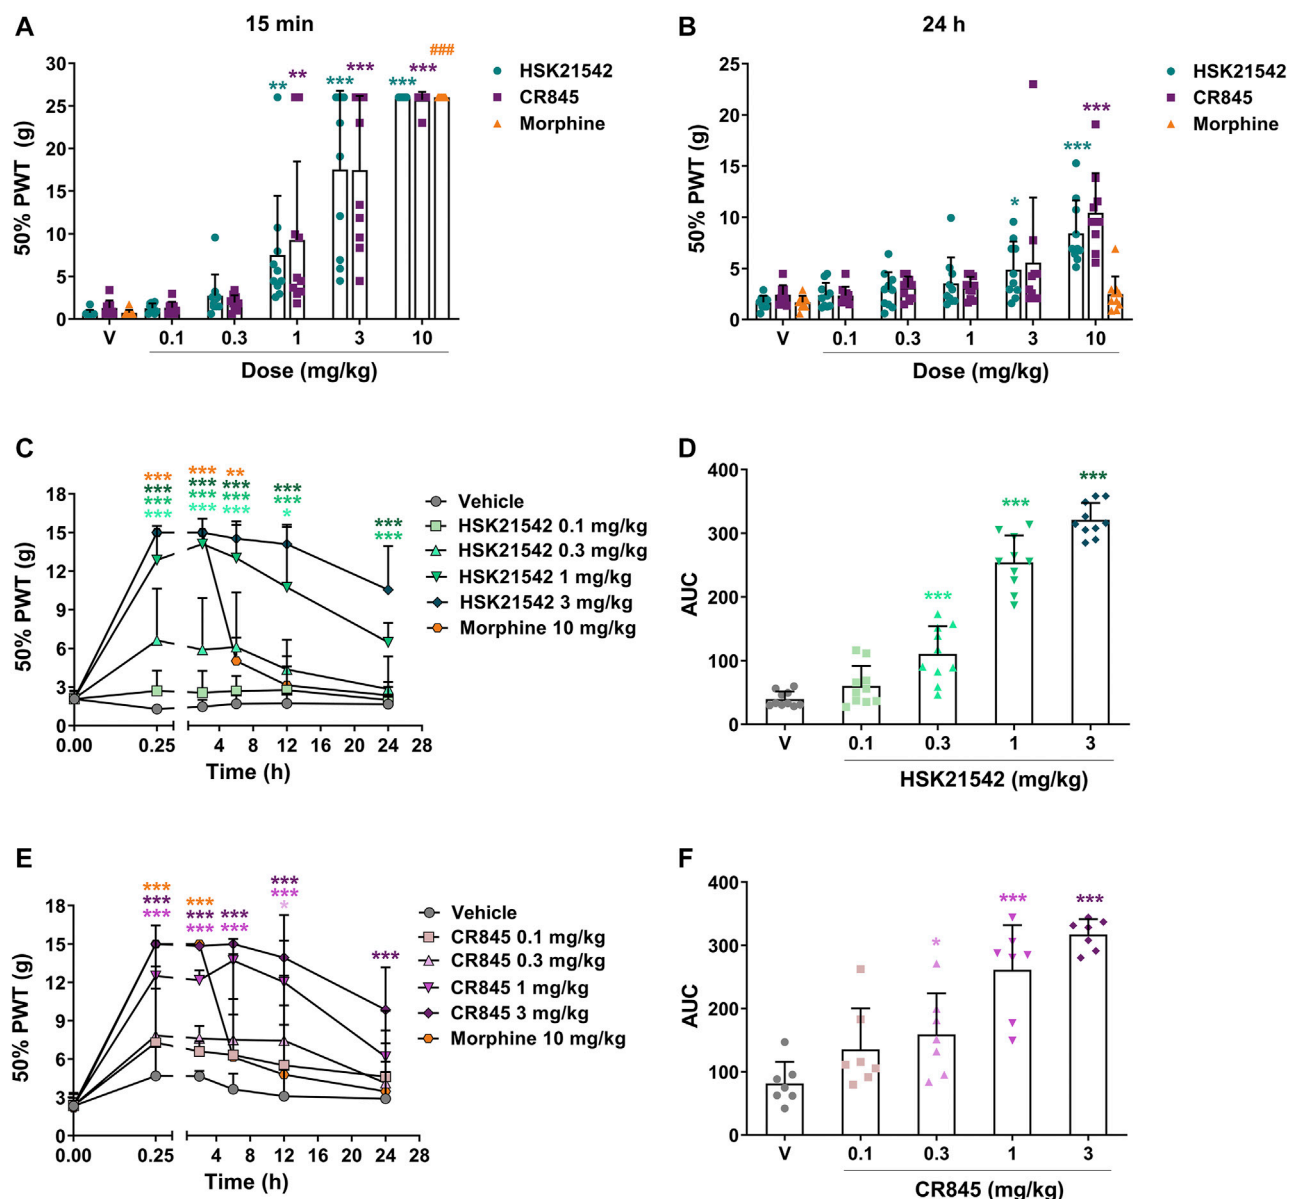 A
15 min
50% PWT (g)
30
25
20
15
10
5
0
** ** *** *** *** *** ###
V 0.1 0.3 1 3 10
Dose (mg/kg)
HSK21542
CR845
Morphine
B
24 h
50% PWT (g)
25
20
15
10
5
0
* *** ***
V 0.1 0.3 1 3 10
Dose (mg/kg)
HSK21542
CR845
Morphine
C
50% PWT (g)
18
15
12
9
6
3
0
*** *** **
*** *** *** *** ***
*** *** *** *** ***
*** *** *** *
0.00 0.25 4 8 12 16 20 24 28
Time (h)
Vehicle
HSK21542 0.1 mg/kg
HSK21542 0.3 mg/kg
HSK21542 1 mg/kg
HSK21542 3 mg/kg
Morphine 10 mg/kg
D
AUC
400
300
200
100
0
*** *** ***
V 0.1 0.3 1 3
HSK21542 (mg/kg)
E
50% PWT (g)
18
15
12
9
6
3
0
*** ***
*** *** *** *** ***
*** *** *** ***
*
0.00 0.25 4 8 12 16 20 24 28
Time (h)
Vehicle
CR845 0.1 mg/kg
CR845 0.3 mg/kg
CR845 1 mg/kg
CR845 3 mg/kg
Morphine 10 mg/kg
F
AUC
400
300
200
100
0
* *** ***
V 0.1 0.3 1 3
CR845 (mg/kg)